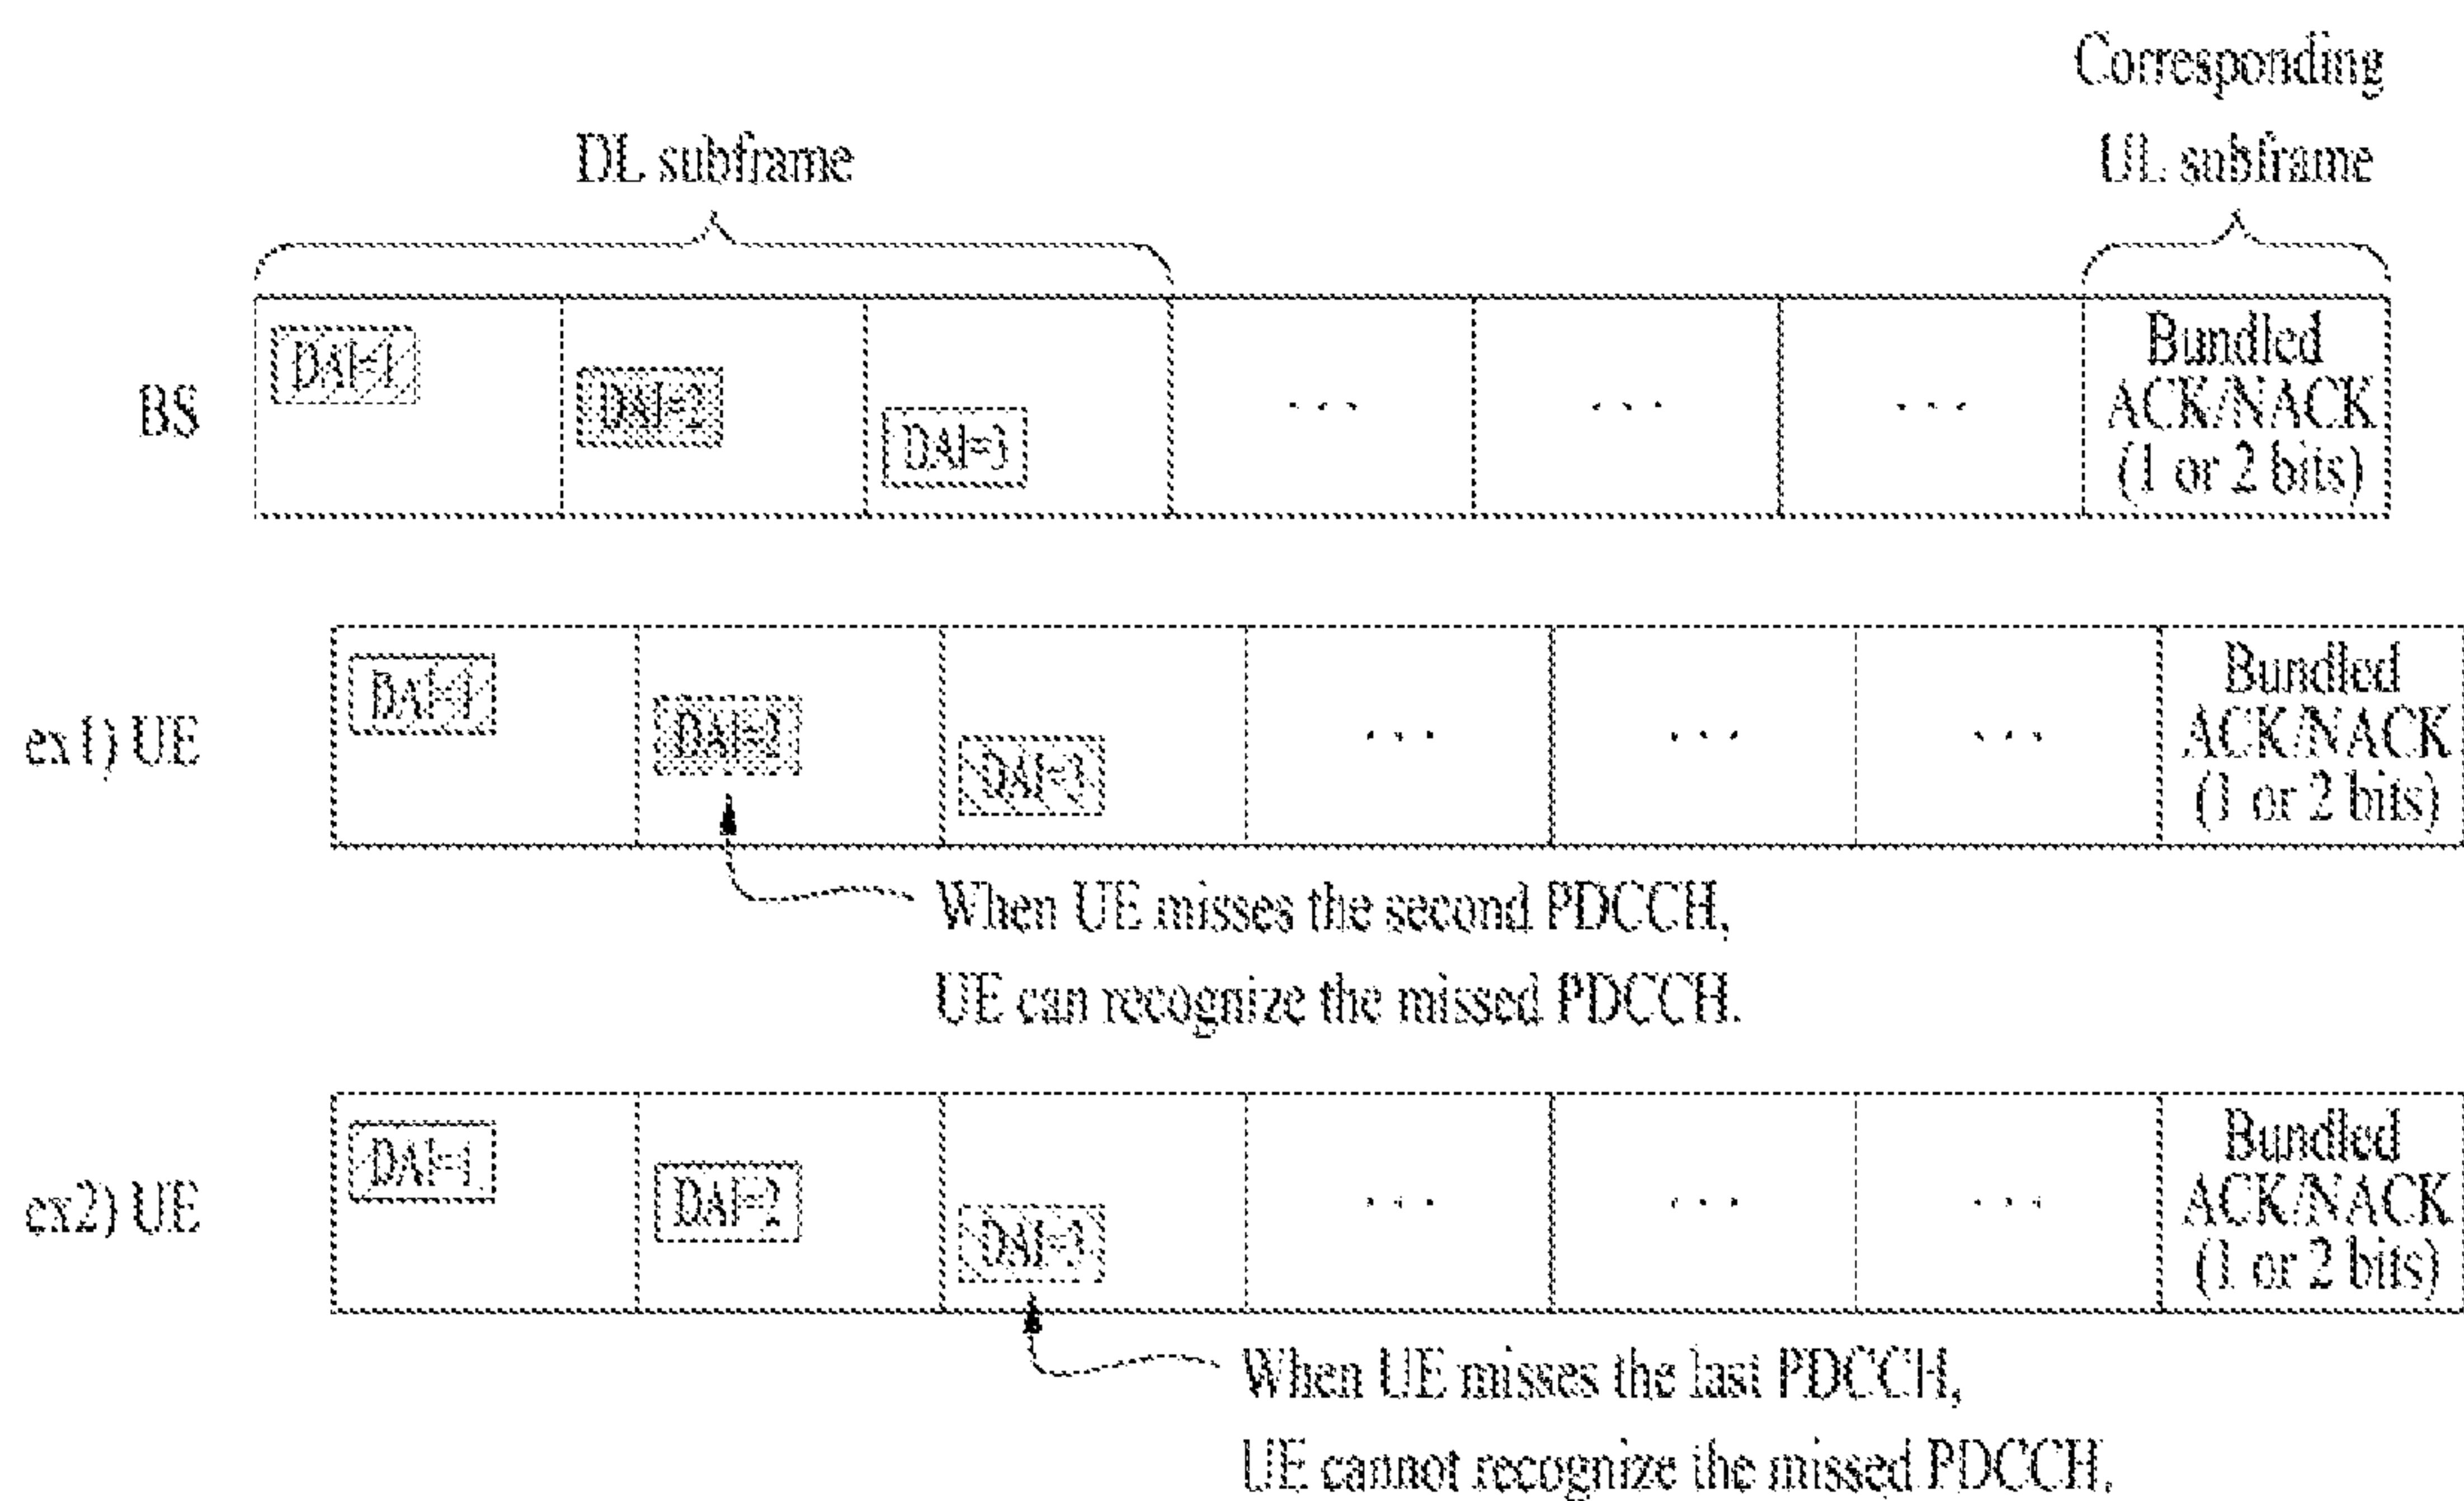 Corresponding
DL subframe
UL subframe
BS
DAI=1
DAI=2
DAI=3
...
...
...
Bundled
ACK/NACK
(1 or 2 bits)
ex1) UE
DAI=1
DAI=2
DAI=3
...
...
...
Bundled
ACK/NACK
(1 or 2 bits)
When UE misses the second PDCCH,
UE can recognize the missed PDCCH.
ex2) UE
DAI=1
DAI=2
DAI=3
...
...
...
Bundled
ACK/NACK
(1 or 2 bits)
When UE misses the last PDCCH,
UE cannot recognize the missed PDCCH.